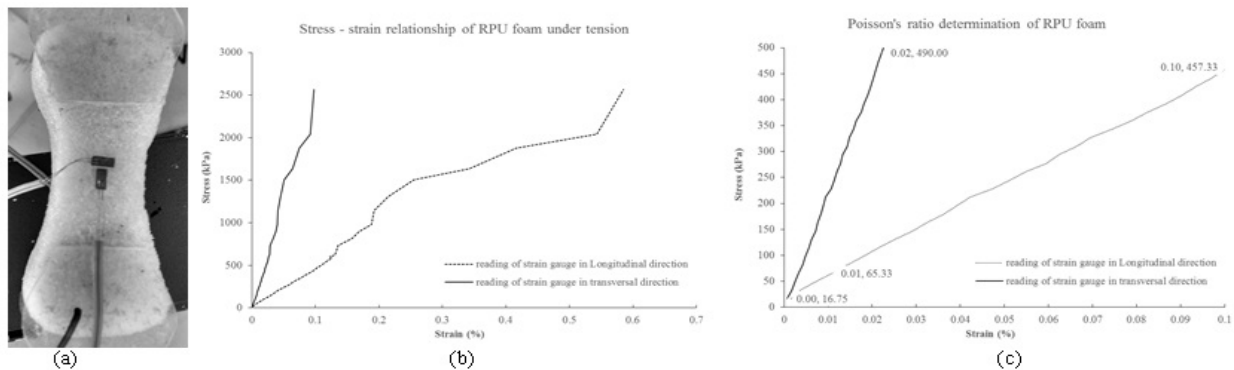 Stress - strain relationship of RPU foam under tension
3000
2500
2000
1500
1000
500
0
Stress (kPa)
reading of strain gauge in Longitudinal direction
reading of strain gauge in transversal direction
0 0.1 0.2 0.3 0.4 0.5 0.6 0.7
Strain (%)
Poisson's ratio determination of RPU foam
500
450
400
350
300
250
200
150
100
50
0
Stress (kPa)
0.02, 490.00
0.10, 457.33
0.01, 65.33
0.00, 16.75
reading of strain gauge in Longitudinal direction
reading of strain gauge in transversal direction
0 0.01 0.02 0.03 0.04 0.05 0.06 0.07 0.08 0.09 0.1
Strain (%)
(a) (b) (c)